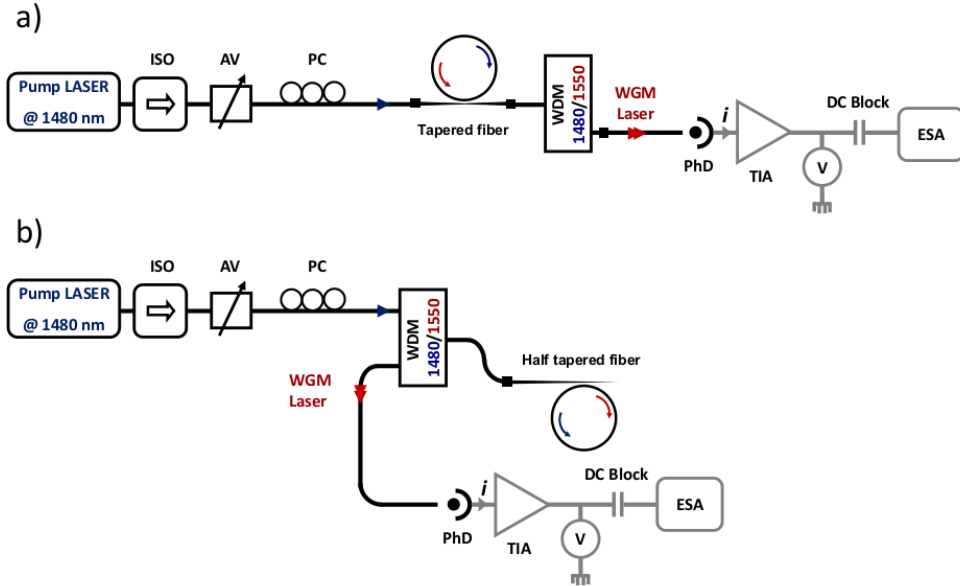 a)
ISO
AV
PC
Pump LASER
@ 1480 nm
Tapered fiber
WDM
1480/1550
WGM
Laser
PhD
i
TIA
V
DC Block
ESA
b)
ISO
AV
PC
Pump LASER
@ 1480 nm
WDM
1480/1550
Half tapered fiber
WGM
Laser
PhD
i
TIA
V
DC Block
ESA